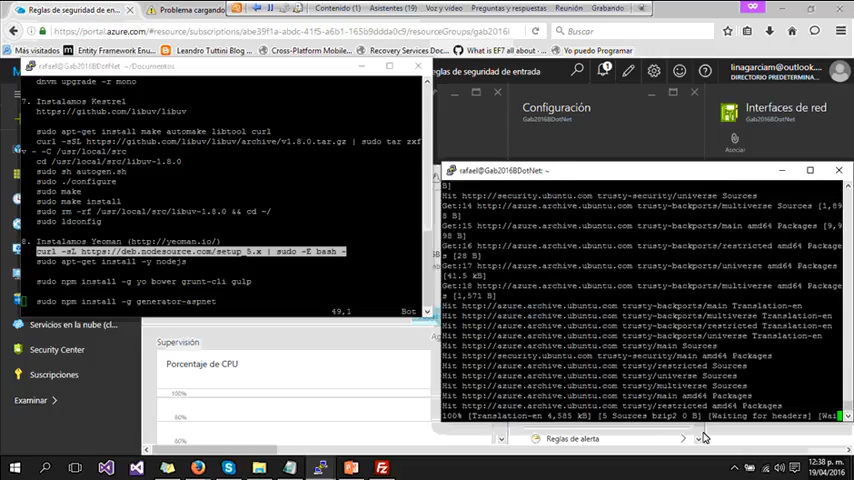 Reglas de seguridad de en...
Problema cargando
Contenido (1)
Asistentes (19)
Voz y video
Preguntas y respuestas
Reunión
Grabando
https://portal.azure.com/#resource/subscriptions/abe39f1a-abdc-41f5-a6b1-165b9ddda0c9/resourceGroups/gab2016l
Buscar
Más visitados
Entity Framework Enu...
Leandro Tuttini Blog ...
Cross-Platform Mobile...
Recovery Services Doc...
What is EF7 all about? -...
Yo puedo Programar
rafael@Gab2016BDotNet: ~/Documentos
reglas de seguridad de entrada
linagarciam@outlook....
DIRECTORIO PREDETERMINA...
dnvm upgrade -r mono
7. Instalamos Kestrel
https://github.com/libuv/libuv
sudo apt-get install make automake libtool curl
curl -sSL https://github.com/libuv/libuv/archive/v1.8.0.tar.gz | sudo tar zxf
v - -C /usr/local/src
cd /usr/local/src/libuv-1.8.0
sudo sh autogen.sh
sudo ./configure
sudo make
sudo make install
sudo rm -rf /usr/local/src/libuv-1.8.0 && cd ~/
sudo ldconfig
8. Instalamos Yeoman (http://yeoman.io/)
curl -sL https://deb.nodesource.com/setup_5.x | sudo -E bash -
sudo apt-get install -y nodejs
sudo npm install -g yo bower grunt-cli gulp
sudo npm install -g generator-aspnet
49,1
Bot
Configuración
Gab2016BDotNet
Interfaces de red
Gab2016BDotNet
Asociar
rafael@Gab2016BDotNet: ~
B]
Hit http://security.ubuntu.com trusty-security/universe Sources
Get:14 http://azure.archive.ubuntu.com trusty-backports/multiverse Sources [1,89
8 B]
Get:15 http://azure.archive.ubuntu.com trusty-backports/main amd64 Packages [9,9
98 B]
Get:16 http://azure.archive.ubuntu.com trusty-backports/restricted amd64 Packages
[28 B]
Get:17 http://azure.archive.ubuntu.com trusty-backports/universe amd64 Packages
[41.5 kB]
Get:18 http://azure.archive.ubuntu.com trusty-backports/multiverse amd64 Packages
[1,571 B]
Hit http://azure.archive.ubuntu.com trusty-backports/main Translation-en
Hit http://azure.archive.ubuntu.com trusty-backports/multiverse Translation-en
Hit http://azure.archive.ubuntu.com trusty-backports/restricted Translation-en
Hit http://azure.archive.ubuntu.com trusty-backports/universe Translation-en
Hit http://azure.archive.ubuntu.com trusty/main Sources
Hit http://security.ubuntu.com trusty-security/main amd64 Packages
Hit http://azure.archive.ubuntu.com trusty/restricted Sources
Hit http://azure.archive.ubuntu.com trusty/universe Sources
Hit http://azure.archive.ubuntu.com trusty/multiverse Sources
Hit http://azure.archive.ubuntu.com trusty/main amd64 Packages
Hit http://azure.archive.ubuntu.com trusty/restricted amd64 Packages
100% [Translation-en 4,585 kB] [5 Sources bzip2 0 B] [Waiting for headers] [Wai
Servicios en la nube (cl...
Security Center
Suscripciones
Examinar
Supervisión
Porcentaje de CPU
100%
80%
60%
40%
Reglas de alerta
12:38 p. m.
19/04/2016